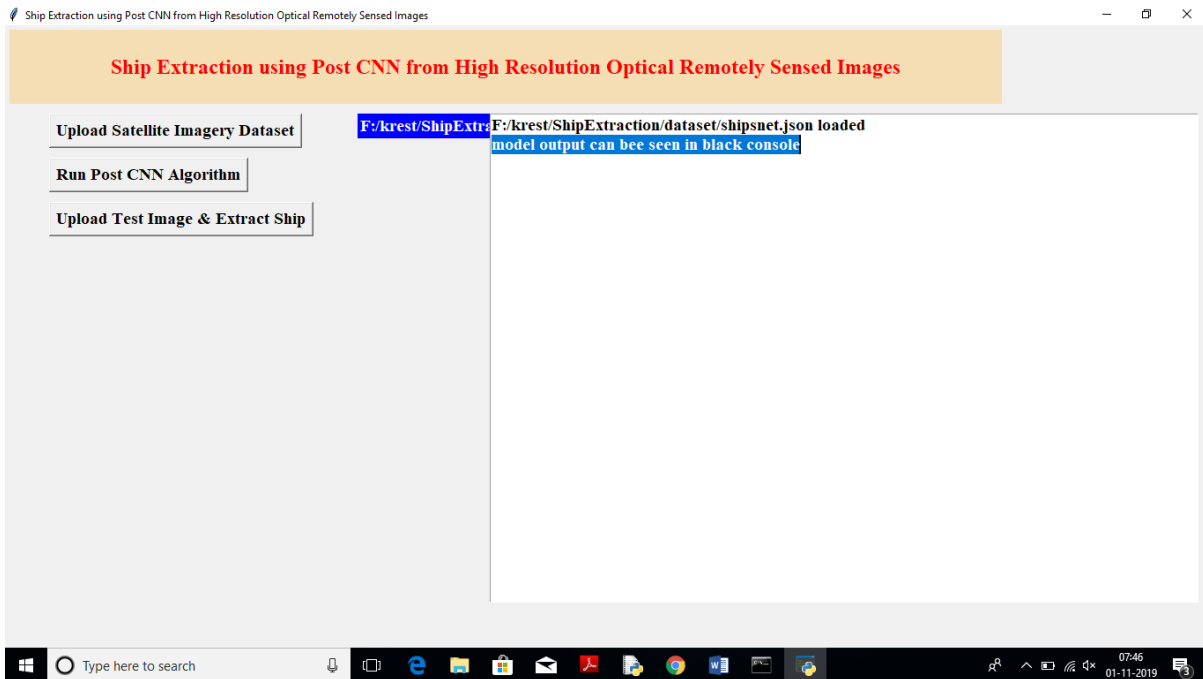 Ship Extraction using Post CNN from High Resolution Optical Remotely Sensed Images
Ship Extraction using Post CNN from High Resolution Optical Remotely Sensed Images
Upload Satellite Imagery Dataset
Run Post CNN Algorithm
Upload Test Image & Extract Ship
F:/krest/ShipExtra
F:/krest/ShipExtraction/dataset/shipsnet.json loaded
model output can bee seen in black console
Type here to search
07:46
01-11-2019
3